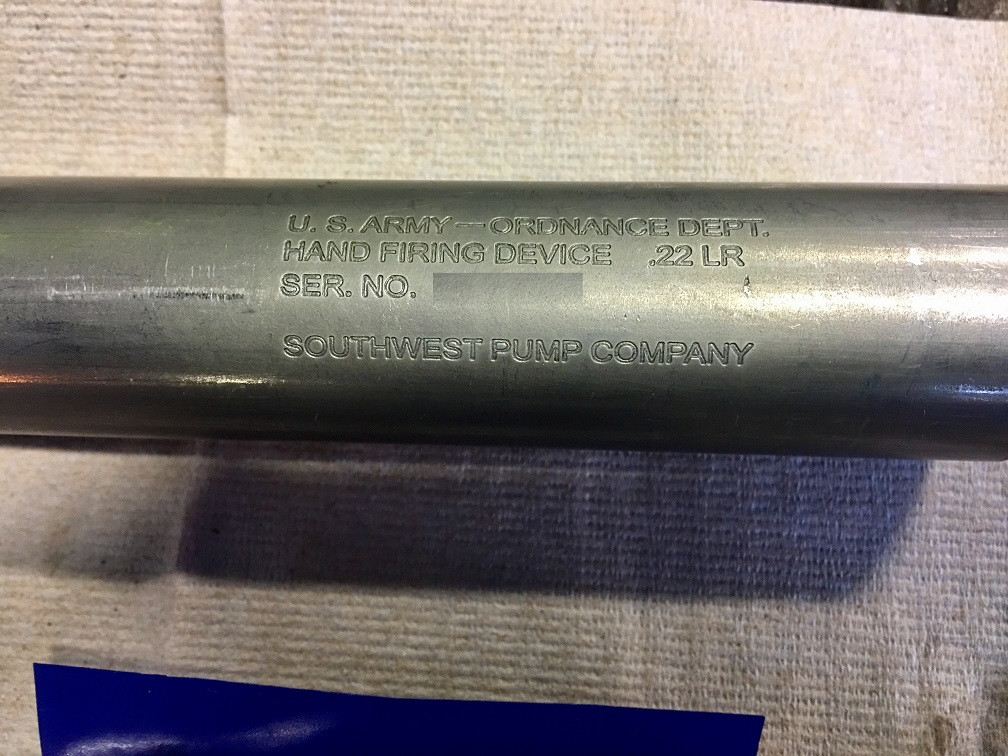 U. S. ARMY — ORDNANCE DEPT.
HAND FIRING DEVICE .22 LR
SER. NO.
SOUTHWEST PUMP COMPANY